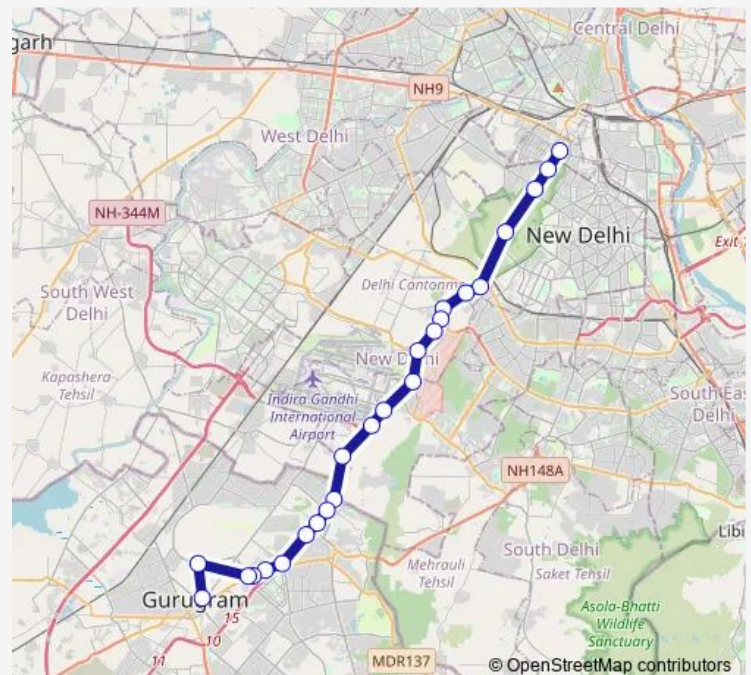 Central Delhi
garh
NH9
West Delhi
NH-344M
New Delhi
Exit
Delhi Cantonm
South West
Delhi
New Delhi
Kapashera
Tehsil
Indira Gandhi
International
Airport
South Eas
Delhi
NH148A
Libi
South Delhi
Mehrauli
Tehsil
Saket Tehsil
Gurugram
15
10
11
Asola-Bhatti
Wildlife
Sanctuary
MDR137
© OpenStreetMap contributors